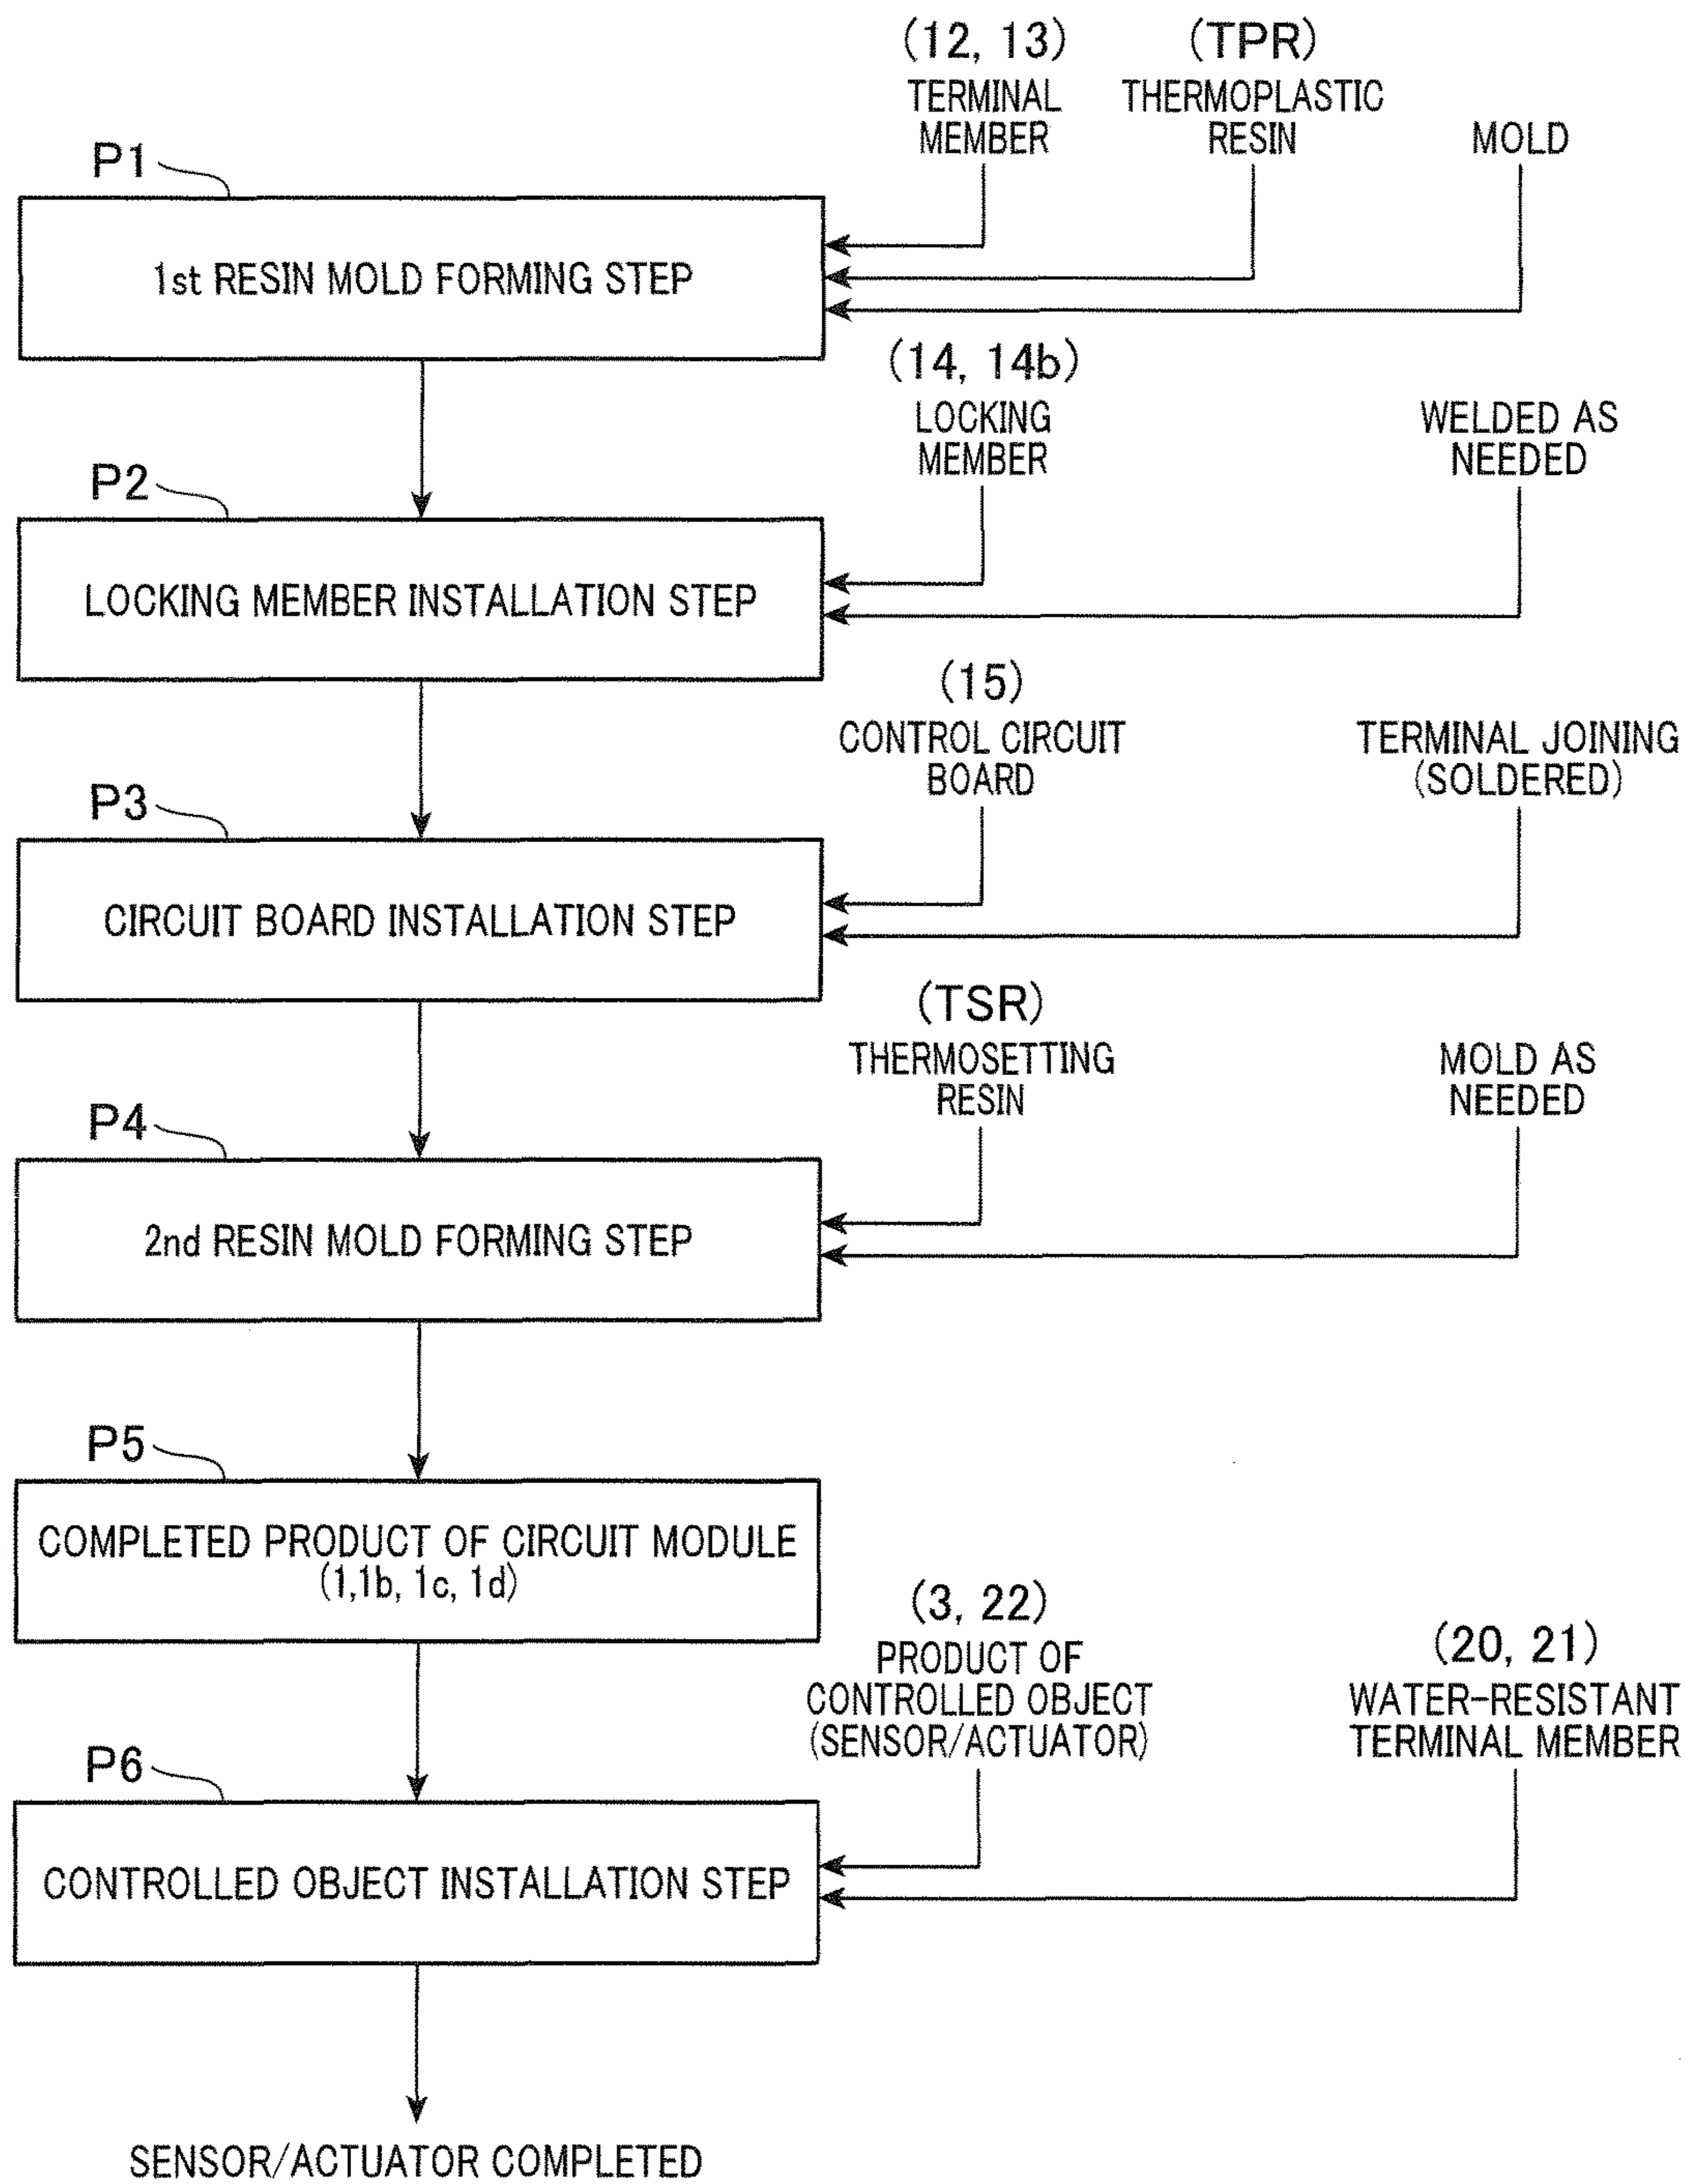 (12, 13)
TERMINAL
MEMBER
(TPR)
THERMOPLASTIC
RESIN
MOLD
P1
1st RESIN MOLD FORMING STEP
(14, 14b)
LOCKING
MEMBER
WELDED AS
NEEDED
P2
LOCKING MEMBER INSTALLATION STEP
(15)
CONTROL CIRCUIT
BOARD
TERMINAL JOINING
(SOLDERED)
P3
CIRCUIT BOARD INSTALLATION STEP
(TSR)
THERMOSETTING
RESIN
MOLD AS
NEEDED
P4
2nd RESIN MOLD FORMING STEP
P5
COMPLETED PRODUCT OF CIRCUIT MODULE
(1,1b, 1c, 1d)
(3, 22)
PRODUCT OF
CONTROLLED OBJECT
(SENSOR/ACTUATOR)
(20, 21)
WATER-RESISTANT
TERMINAL MEMBER
P6
CONTROLLED OBJECT INSTALLATION STEP
SENSOR/ACTUATOR COMPLETED